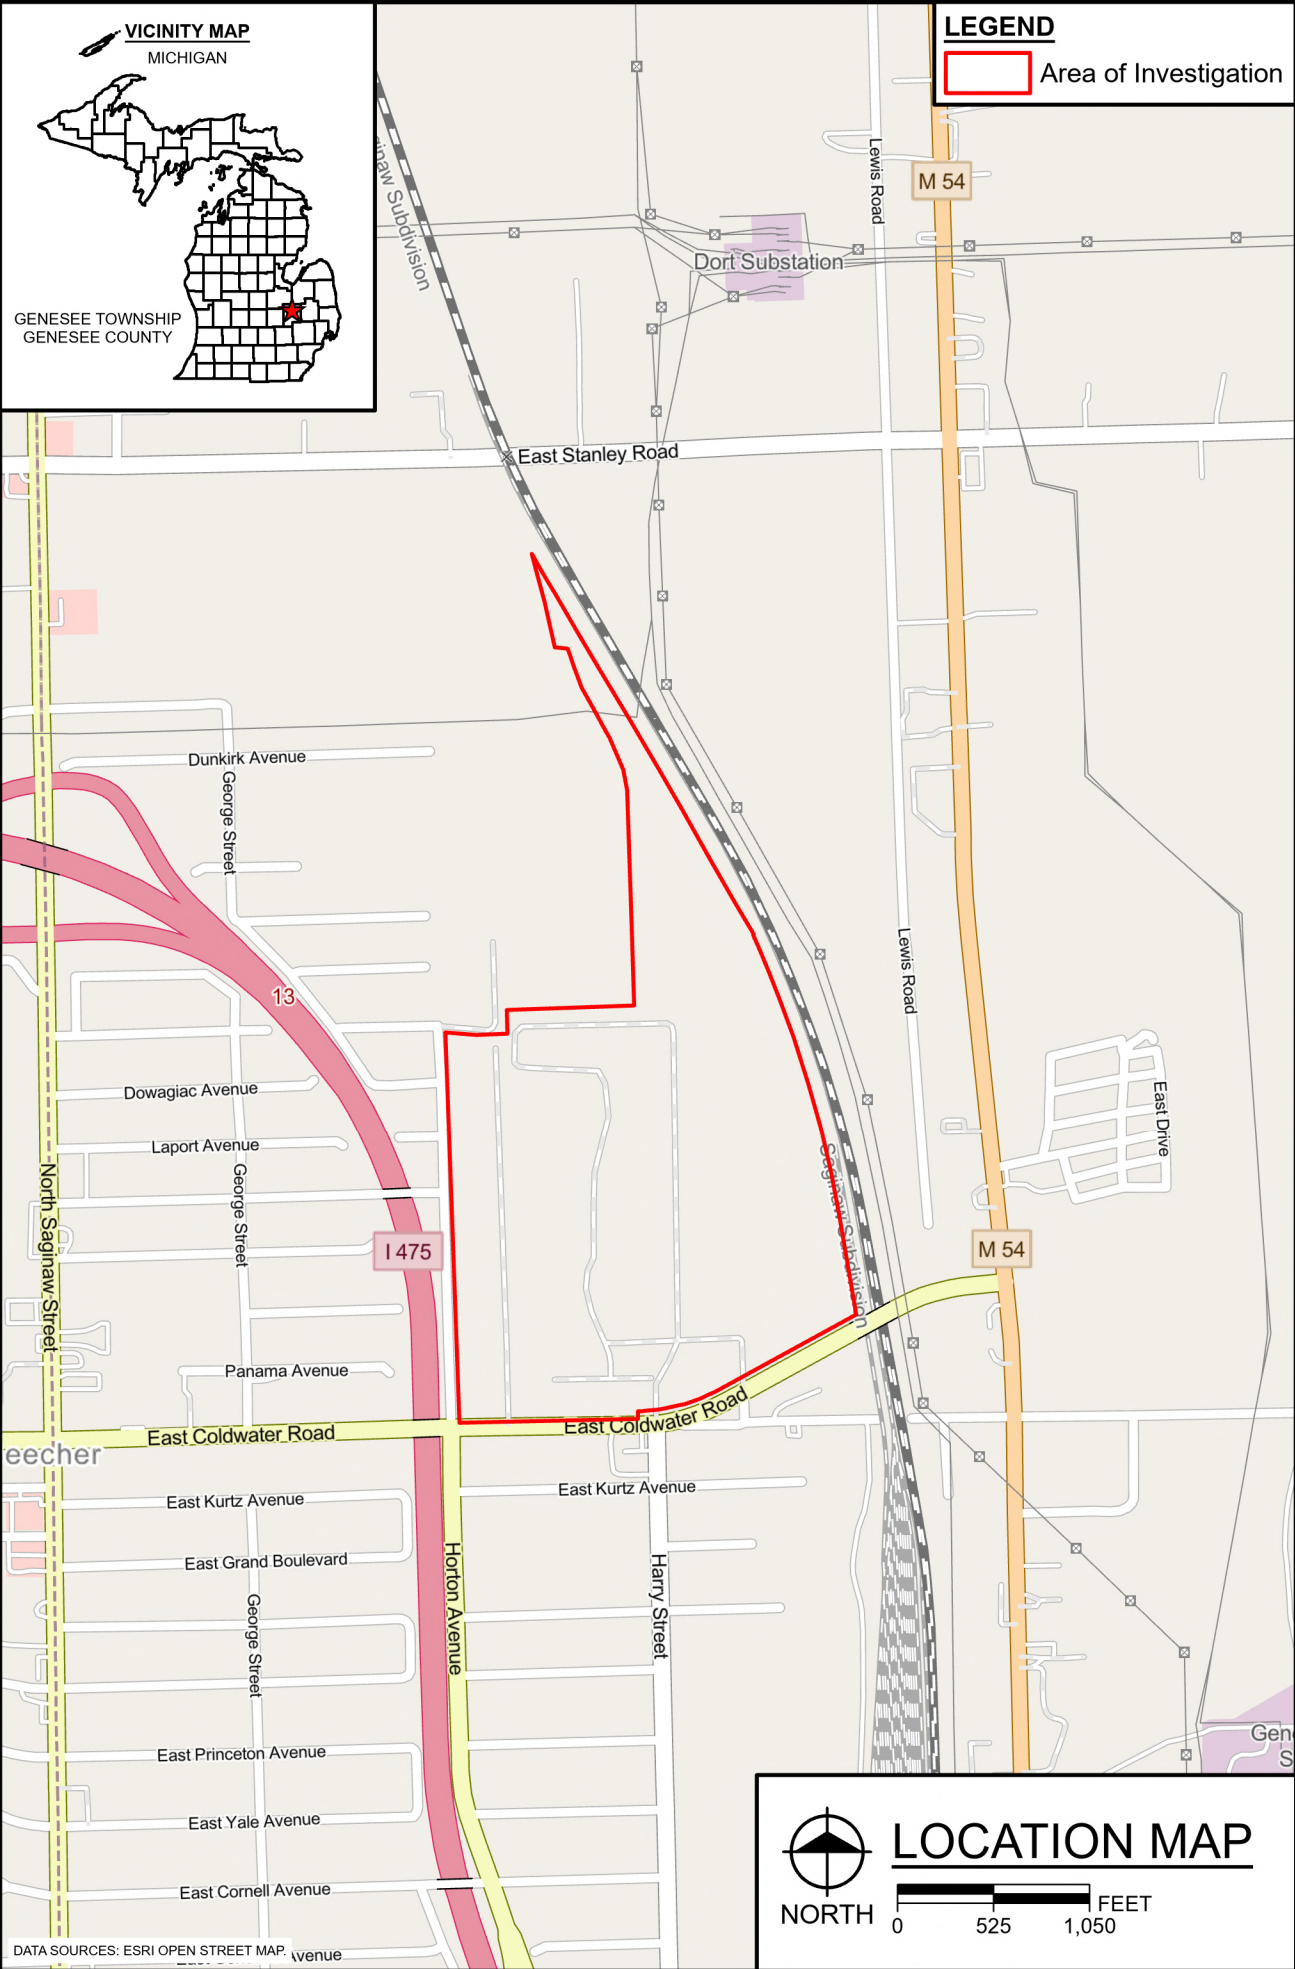 VICINITY MAP
MICHIGAN
GENESEE TOWNSHIP
GENESEE COUNTY
LEGEND
Area of Investigation
ginaw Subdivision
Lewis Road
M 54
Dort Substation
East Stanley Road
Dunkirk Avenue
George Street
13
Lewis Road
Dowagiac Avenue
East Drive
Laport Avenue
North Saginaw Street
George Street
Saginaw Subdivision
I 475
M 54
Panama Avenue
East Coldwater Road
East Coldwater Road
eecher
East Kurtz Avenue
East Kurtz Avenue
East Grand Boulevard
Horton Avenue
Harry Street
George Street
East Princeton Avenue
Gen
S
East Yale Avenue
East Cornell Avenue
Avenue
DATA SOURCES: ESRI OPEN STREET MAP.
LOCATION MAP
NORTH
FEET
0 525 1,050